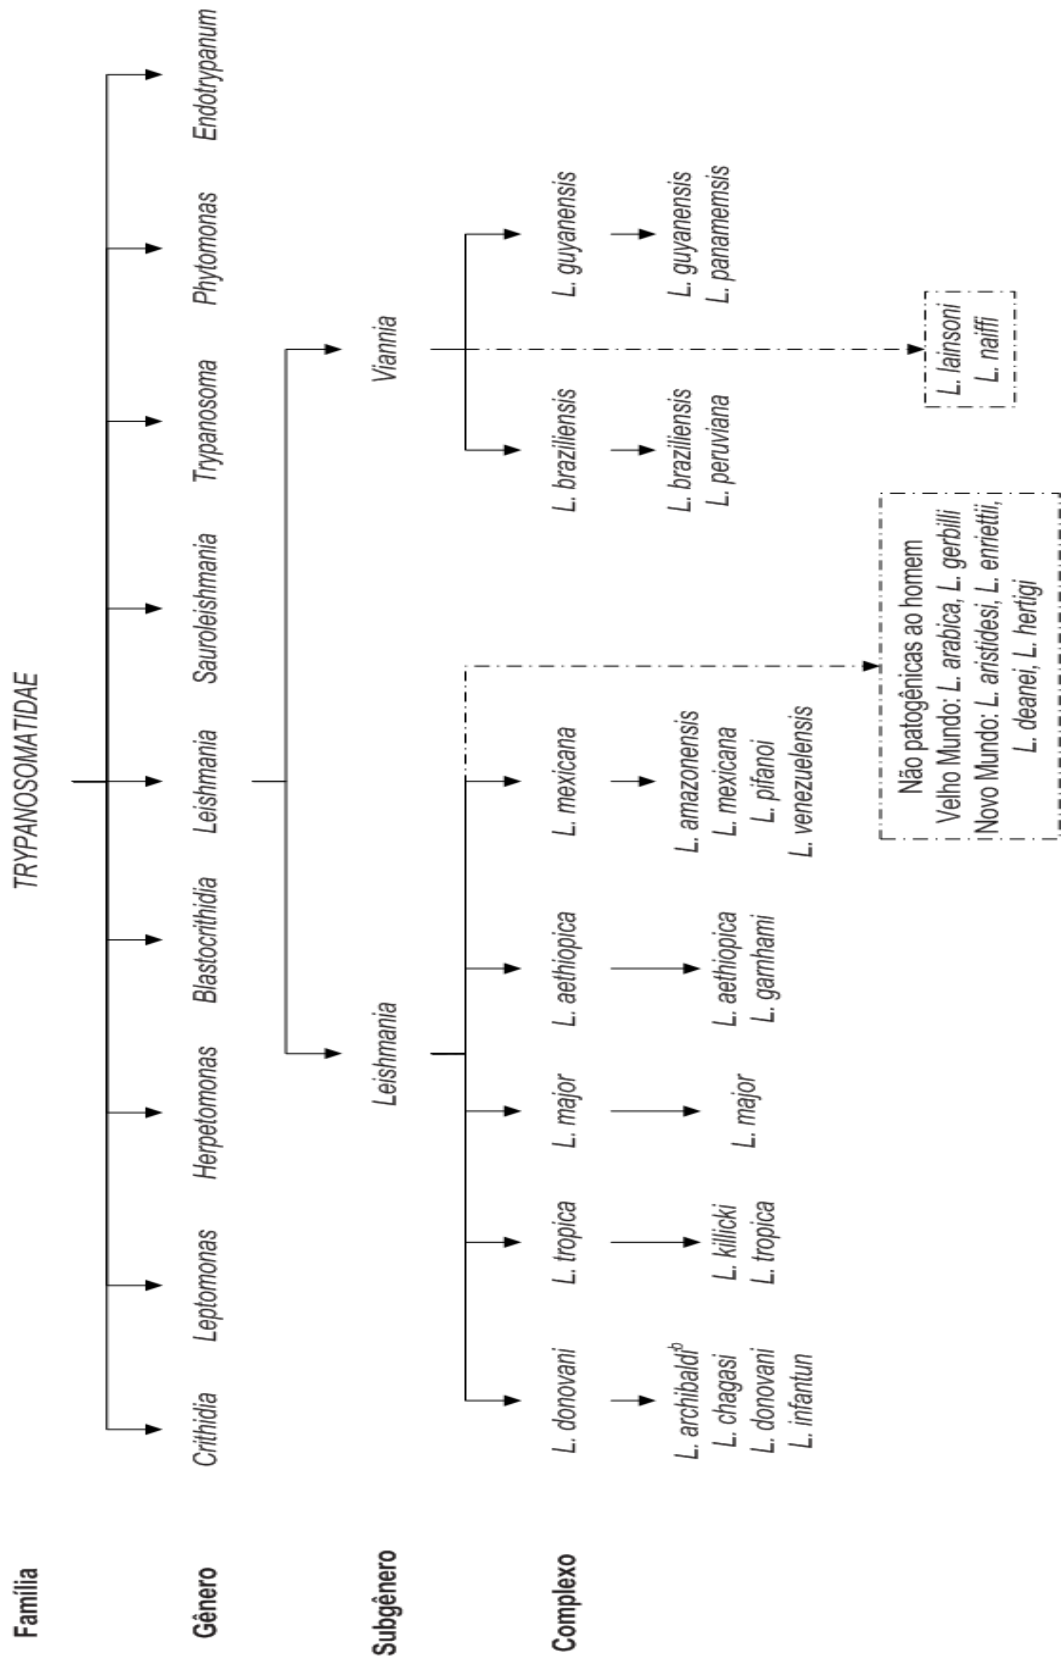 Família
TRYPANOSOMATIDAE
Gênero
Crithidia
Leptomonas
Herpetomonas
Blastocrithidia
Leishmania
Sauroleishmania
Trypanosoma
Phytomonas
Endotrypanum
Subgênero
Leishmania
Viannia
Complexo
L. donovani
L. tropica
L. major
L. aethiopica
L. mexicana
L. braziliensis
L. guyanensis
L. archibaldiᵇ
L. chagasi
L. donovani
L. infantun
L. killicki
L. tropica
L. major
L. aethiopica
L. garnhami
L. amazonensis
L. mexicana
L. pifanoi
L. venezuelensis
L. braziliensis
L. peruviana
L. guyanensis
L. panamemsis
Não patogênicas ao homem
Velho Mundo: L. arabica, L. gerbilli
Novo Mundo: L. aristidesi, L. enriettii,
L. deanei, L. hertigi
L. lainsoni
L. naiffi